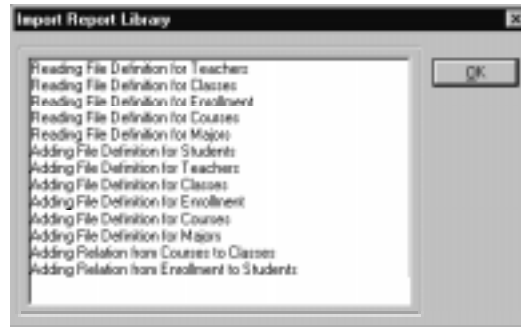 Import Report Library
Reading File Definition for Teachers
Reading File Definition for Classes
Reading File Definition for Enrollment
Reading File Definition for Courses
Reading File Definition for Majors
Adding File Definition for Students
Adding File Definition for Teachers
Adding File Definition for Classes
Adding File Definition for Enrollment
Adding File Definition for Courses
Adding File Definition for Majors
Adding Relation from Courses to Classes
Adding Relation from Enrollment to Students
OK